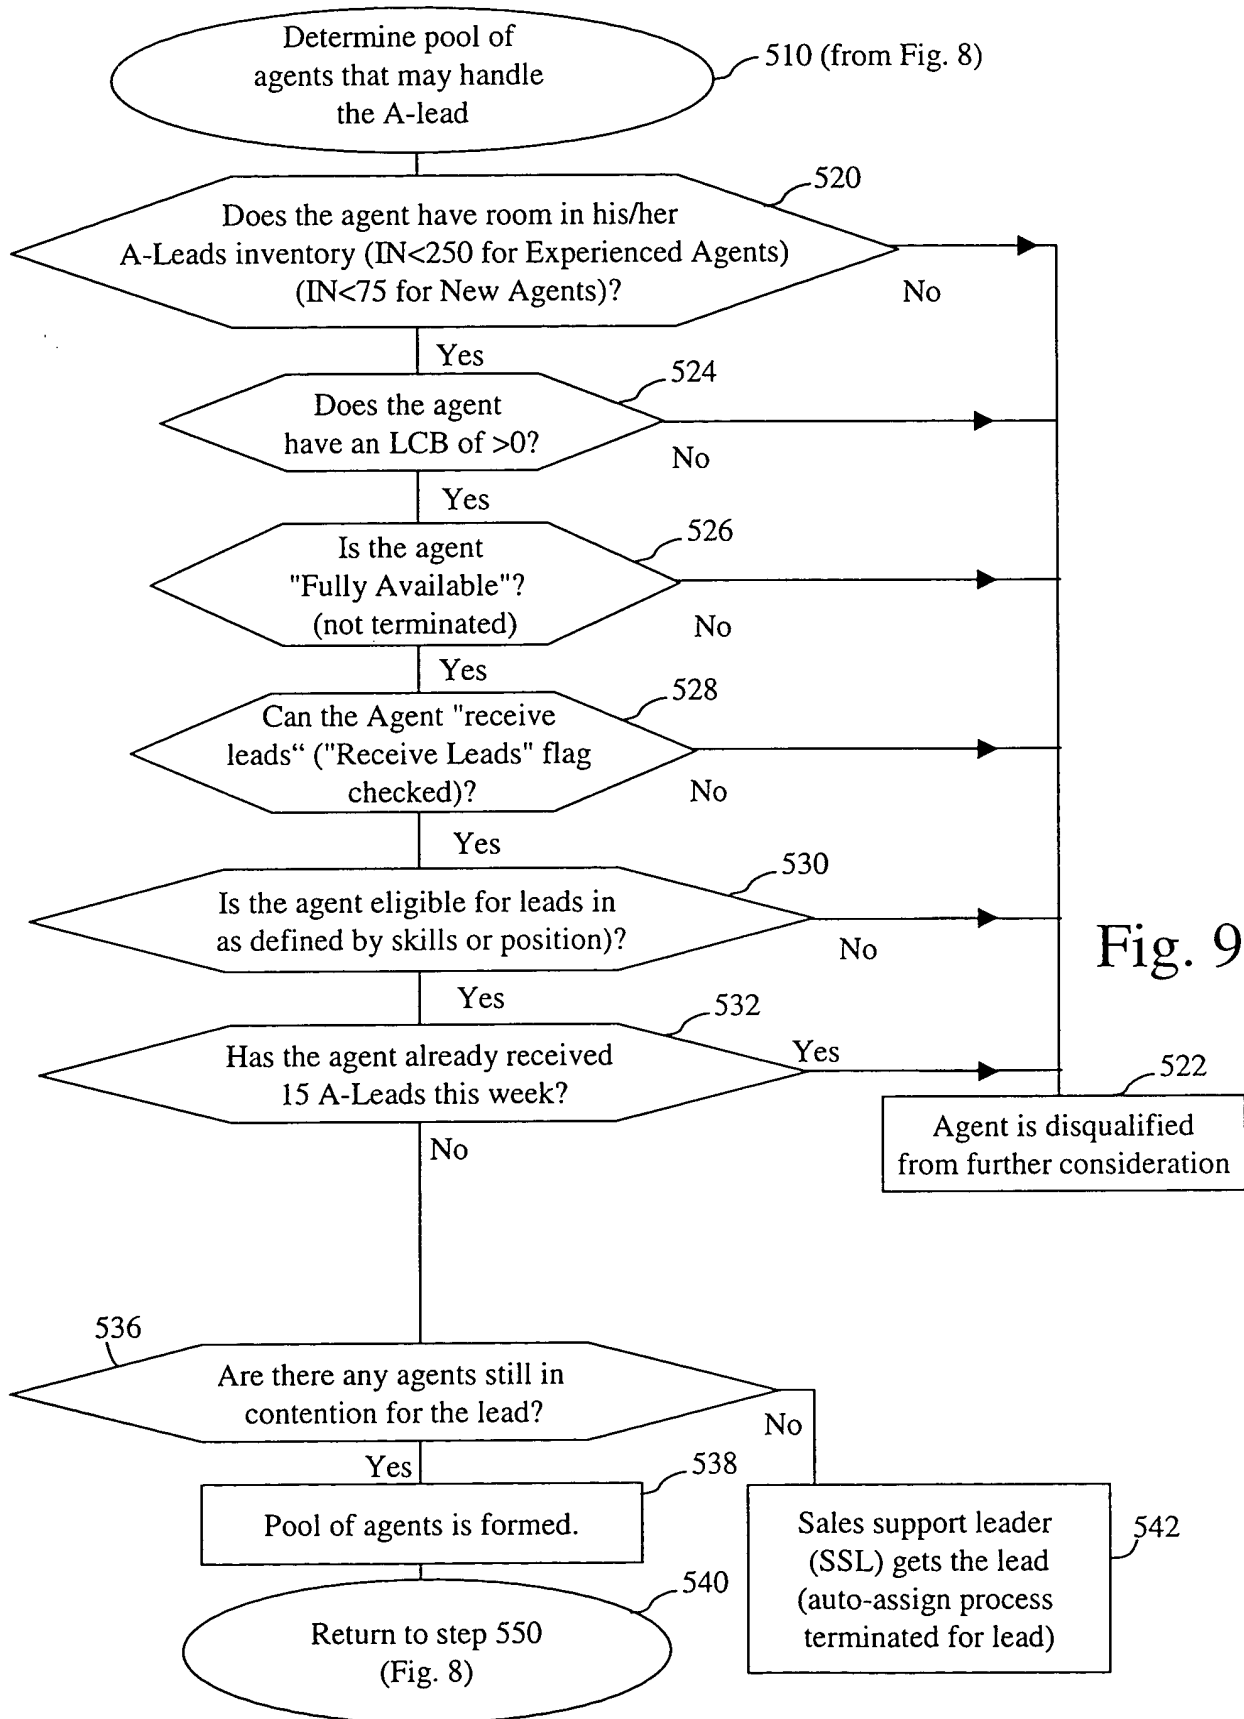 Determine pool of
agents that may handle
the A-lead
510 (from Fig. 8)
520
Does the agent have room in his/her
A-Leads inventory (IN<250 for Experienced Agents)
(IN<75 for New Agents)?
No
Yes
524
Does the agent
have an LCB of >0?
No
Yes
526
Is the agent
"Fully Available"?
(not terminated)
No
Yes
528
Can the Agent "receive
leads“ ("Receive Leads" flag
checked)?
No
Yes
530
Is the agent eligible for leads in
as defined by skills or position)?
No
Fig. 9
Yes
532
Has the agent already received
15 A-Leads this week?
Yes
522
No
Agent is disqualified
from further consideration
536
Are there any agents still in
contention for the lead?
No
Yes
538
Pool of agents is formed.
Sales support leader
(SSL) gets the lead
(auto-assign process
terminated for lead)
542
540
Return to step 550
(Fig. 8)